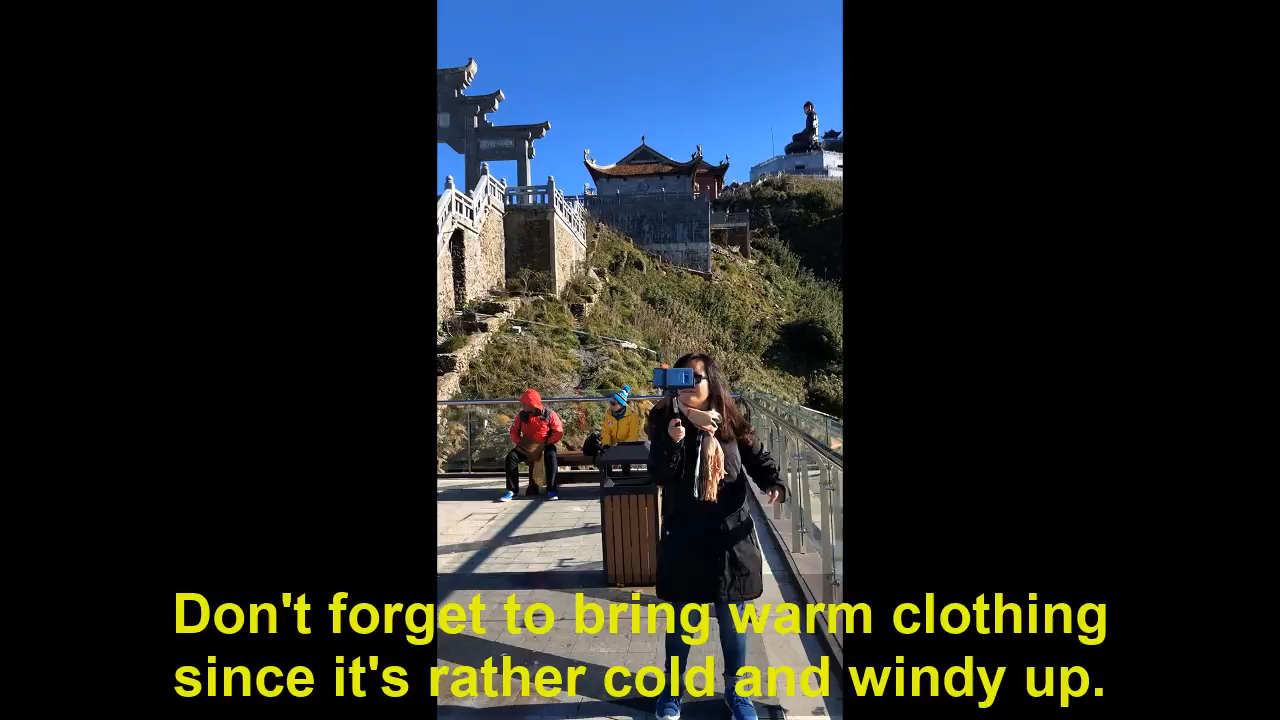 Don't forget to bring warm clothing
since it's rather cold and windy up.